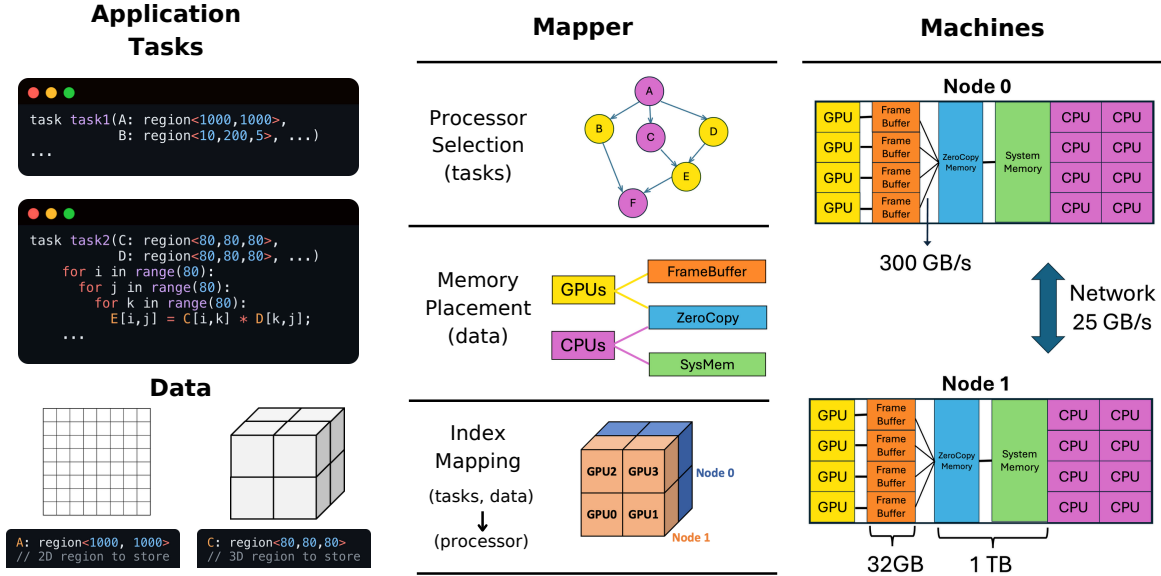 Application
Tasks
task task1(A: region<1000,1000>,
B: region<10,200,5>, ...)
...
task task2(C: region<80,80,80>,
D: region<80,80,80>, ...)
for i in range(80):
for j in range(80):
for k in range(80):
E[i,j] = C[i,k] * D[k,j];
...
Data
A: region<1000, 1000>
// 2D region to store
C: region<80,80,80>
// 3D region to store
Mapper
Processor
Selection
(tasks)
A
B
C
D
E
F
Memory
Placement
(data)
GPUs
CPUs
FrameBuffer
ZeroCopy
SysMem
Index
Mapping
(tasks, data)
(processor)
GPU2 GPU3
GPU0 GPU1
Node 0
Node 1
Machines
Node 0
GPU
GPU
GPU
GPU
Frame
Buffer
Frame
Buffer
Frame
Buffer
Frame
Buffer
ZeroCopy
Memory
System
Memory
CPU CPU
CPU CPU
CPU CPU
CPU CPU
300 GB/s
Network
25 GB/s
Node 1
GPU
GPU
GPU
GPU
Frame
Buffer
Frame
Buffer
Frame
Buffer
Frame
Buffer
ZeroCopy
Memory
System
Memory
CPU CPU
CPU CPU
CPU CPU
CPU CPU
32GB
1 TB